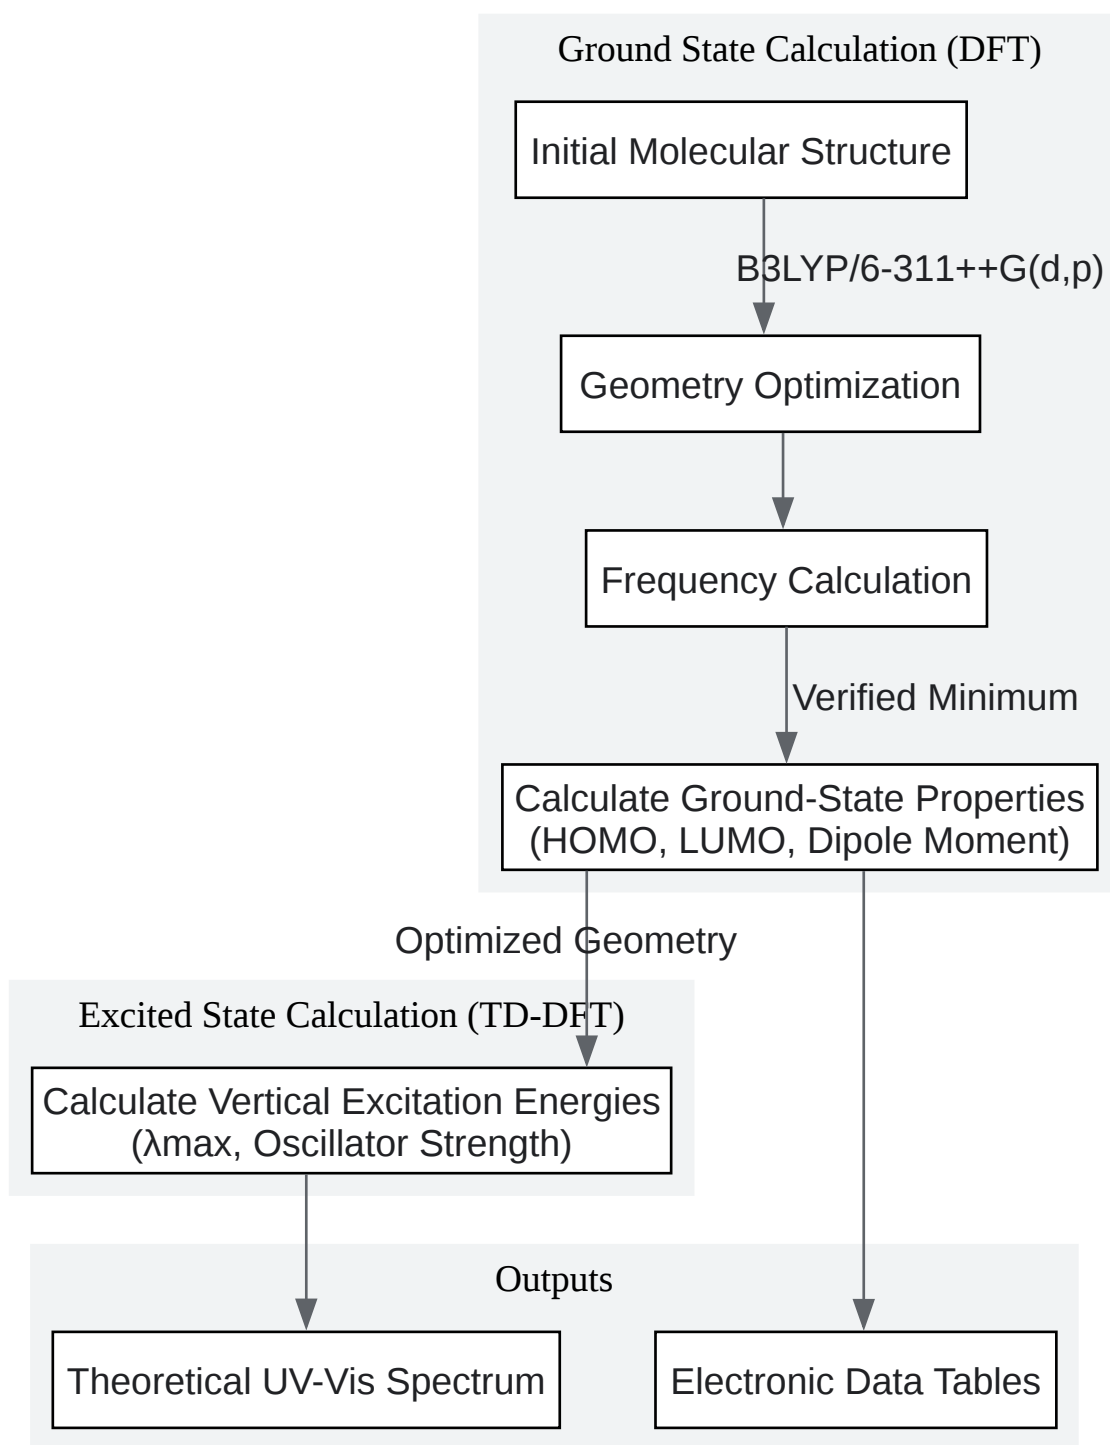 Ground State Calculation (DFT)
Initial Molecular Structure
B3LYP/6-311++G(d,p)
Geometry Optimization
Frequency Calculation
Verified Minimum
Calculate Ground-State Properties
(HOMO, LUMO, Dipole Moment)
Optimized Geometry
Excited State Calculation (TD-DFT)
Calculate Vertical Excitation Energies
(λmax, Oscillator Strength)
Outputs
Theoretical UV-Vis Spectrum
Electronic Data Tables